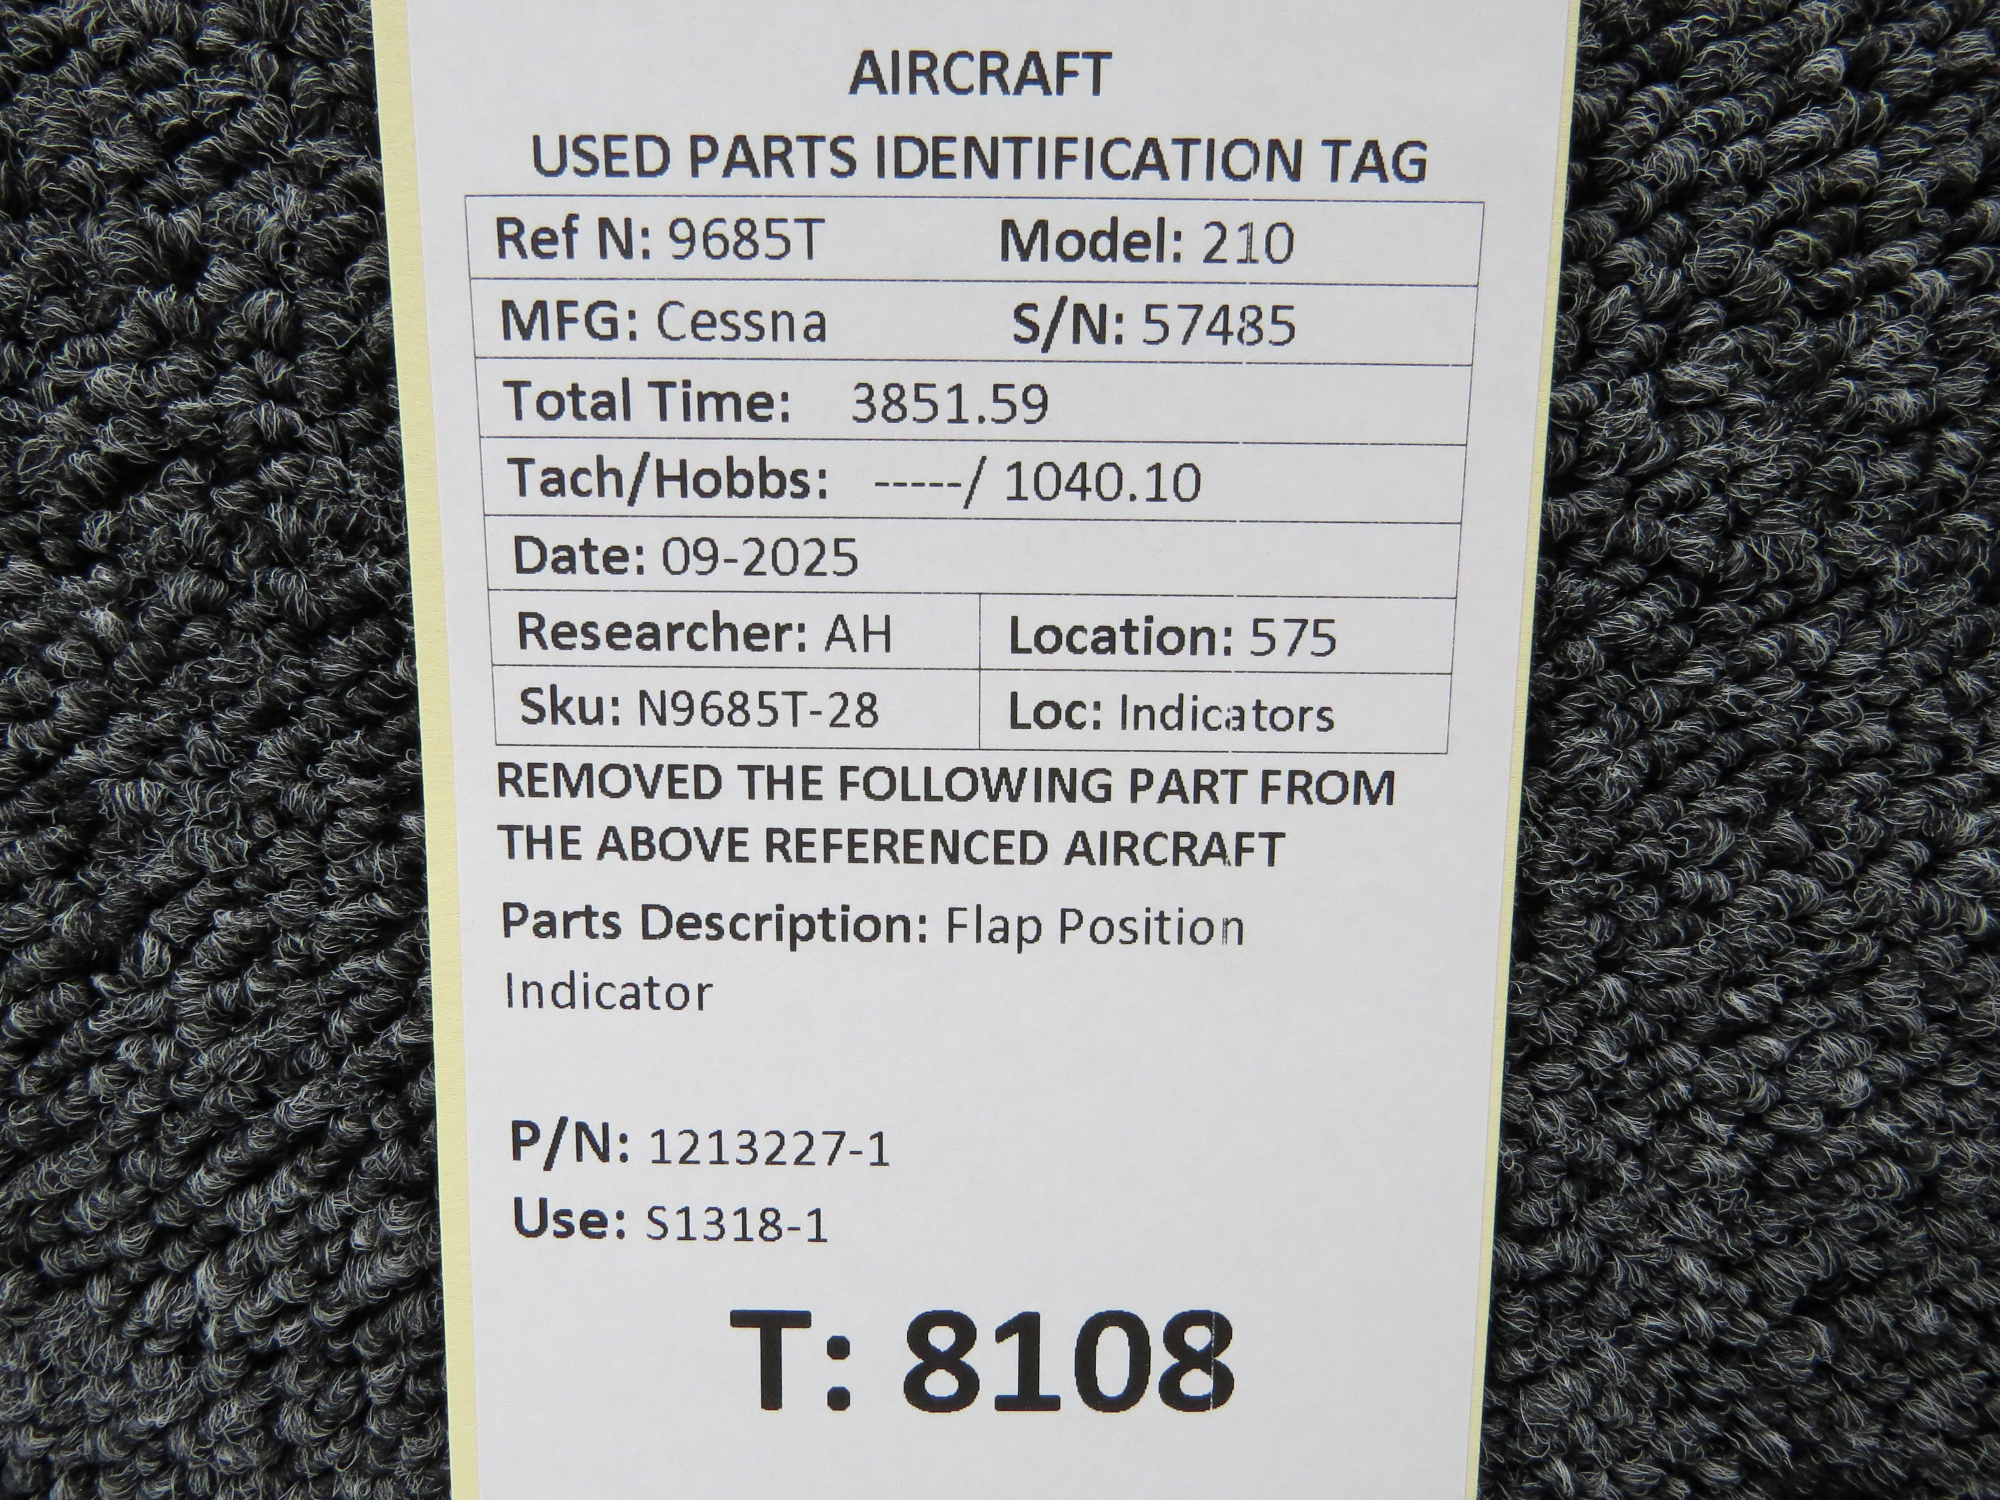 AIRCRAFT
USED PARTS IDENTIFICATION TAG
Ref N: 9685T Model: 210
MFG: Cessna S/N: 57485
Total Time: 3851.59
Tach/Hobbs: -----/ 1040.10
Date: 09-2025
Researcher: AH Location: 575
Sku: N9685T-28 Loc: Indicators
REMOVED THE FOLLOWING PART FROM
THE ABOVE REFERENCED AIRCRAFT
Parts Description: Flap Position
Indicator
P/N: 1213227-1
Use: S1318-1
T: 8108